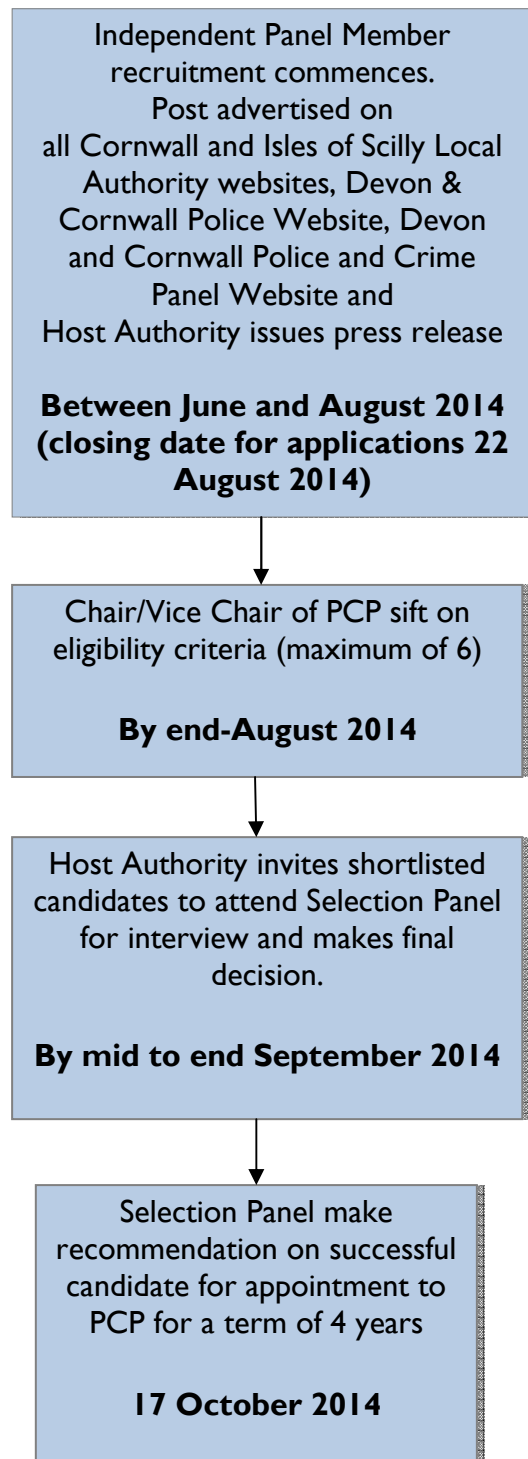 Independent Panel Member
recruitment commences.
Post advertised on
all Cornwall and Isles of Scilly Local
Authority websites, Devon &
Cornwall Police Website, Devon
and Cornwall Police and Crime
Panel Website and
Host Authority issues press release
Between June and August 2014
(closing date for applications 22
August 2014)
Chair/Vice Chair of PCP sift on
eligibility criteria (maximum of 6)
By end-August 2014
Host Authority invites shortlisted
candidates to attend Selection Panel
for interview and makes final
decision.
By mid to end September 2014
Selection Panel make
recommendation on successful
candidate for appointment to
PCP for a term of 4 years
17 October 2014